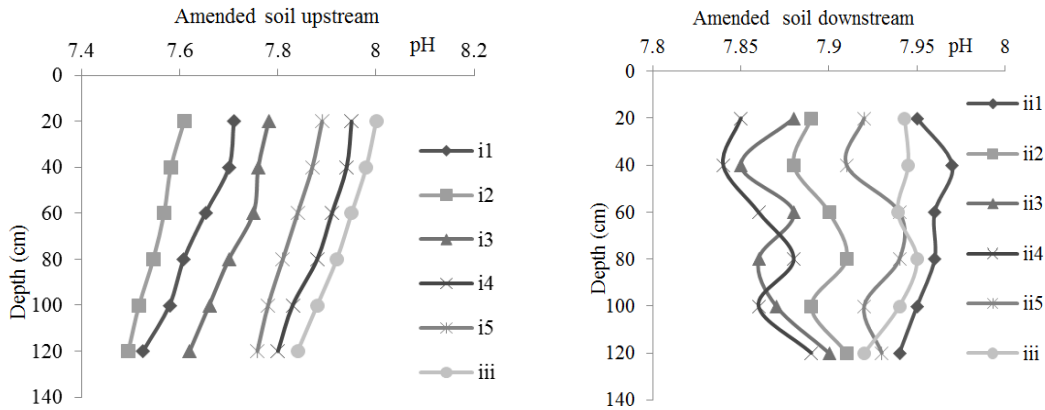 Amended soil upstream
pH
7.4 7.6 7.8 8 8.2
0
20
40
60
80
100
120
140
Depth (cm)
i1
i2
i3
i4
i5
iii
Amended soil downstream
pH
7.8 7.85 7.9 7.95 8
0
20
40
60
80
100
120
140
Depth (cm)
ii1
ii2
ii3
ii4
ii5
iii